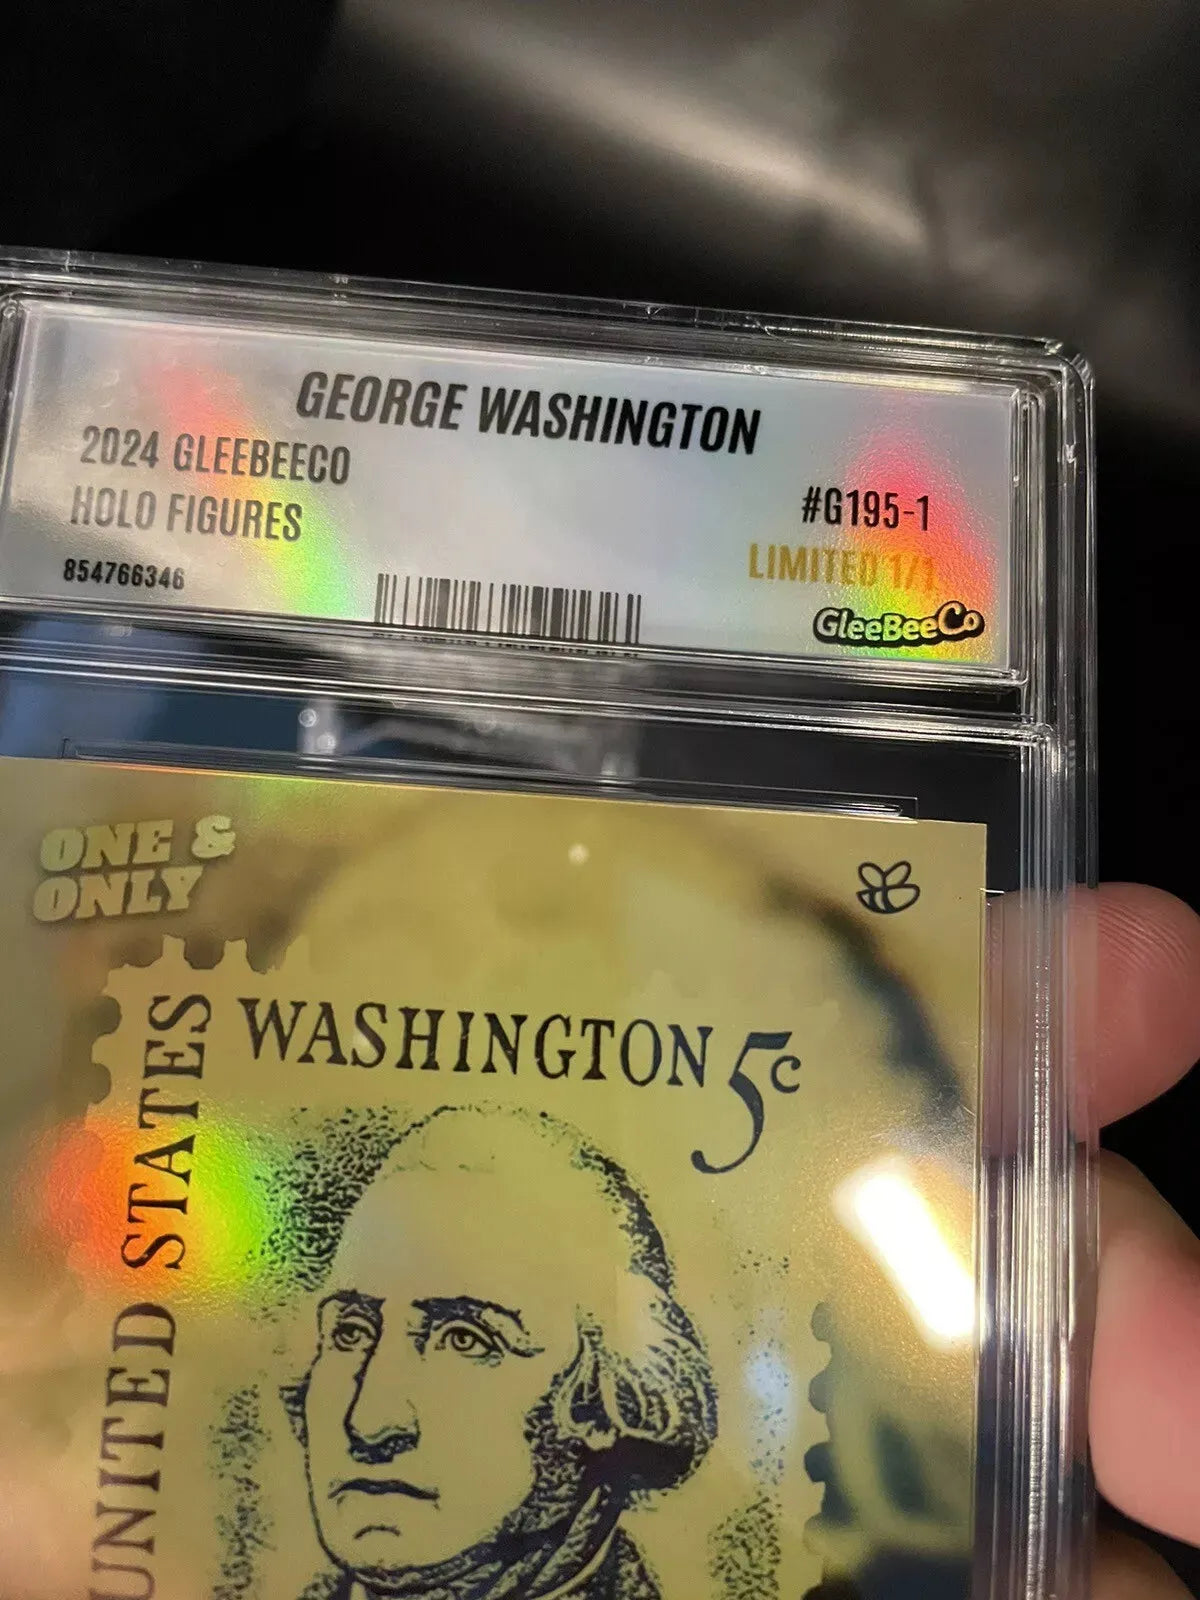 GEORGE WASHINGTON
2024 GLEEBEECO
HOLO FIGURES
#G195-1
LIMITED 1/1
854766346
GleeBeeCo
ONE &
ONLY
WASHINGTON 5c
UNITED STATES